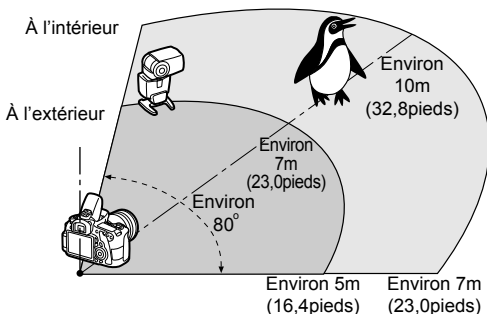 À l’intérieur
Environ
10m
(32,8pieds)
À l’extérieur
Environ
7m
(23,0pieds)
Environ
80°
Environ 5m
(16,4pieds)
Environ 7m
(23,0pieds)